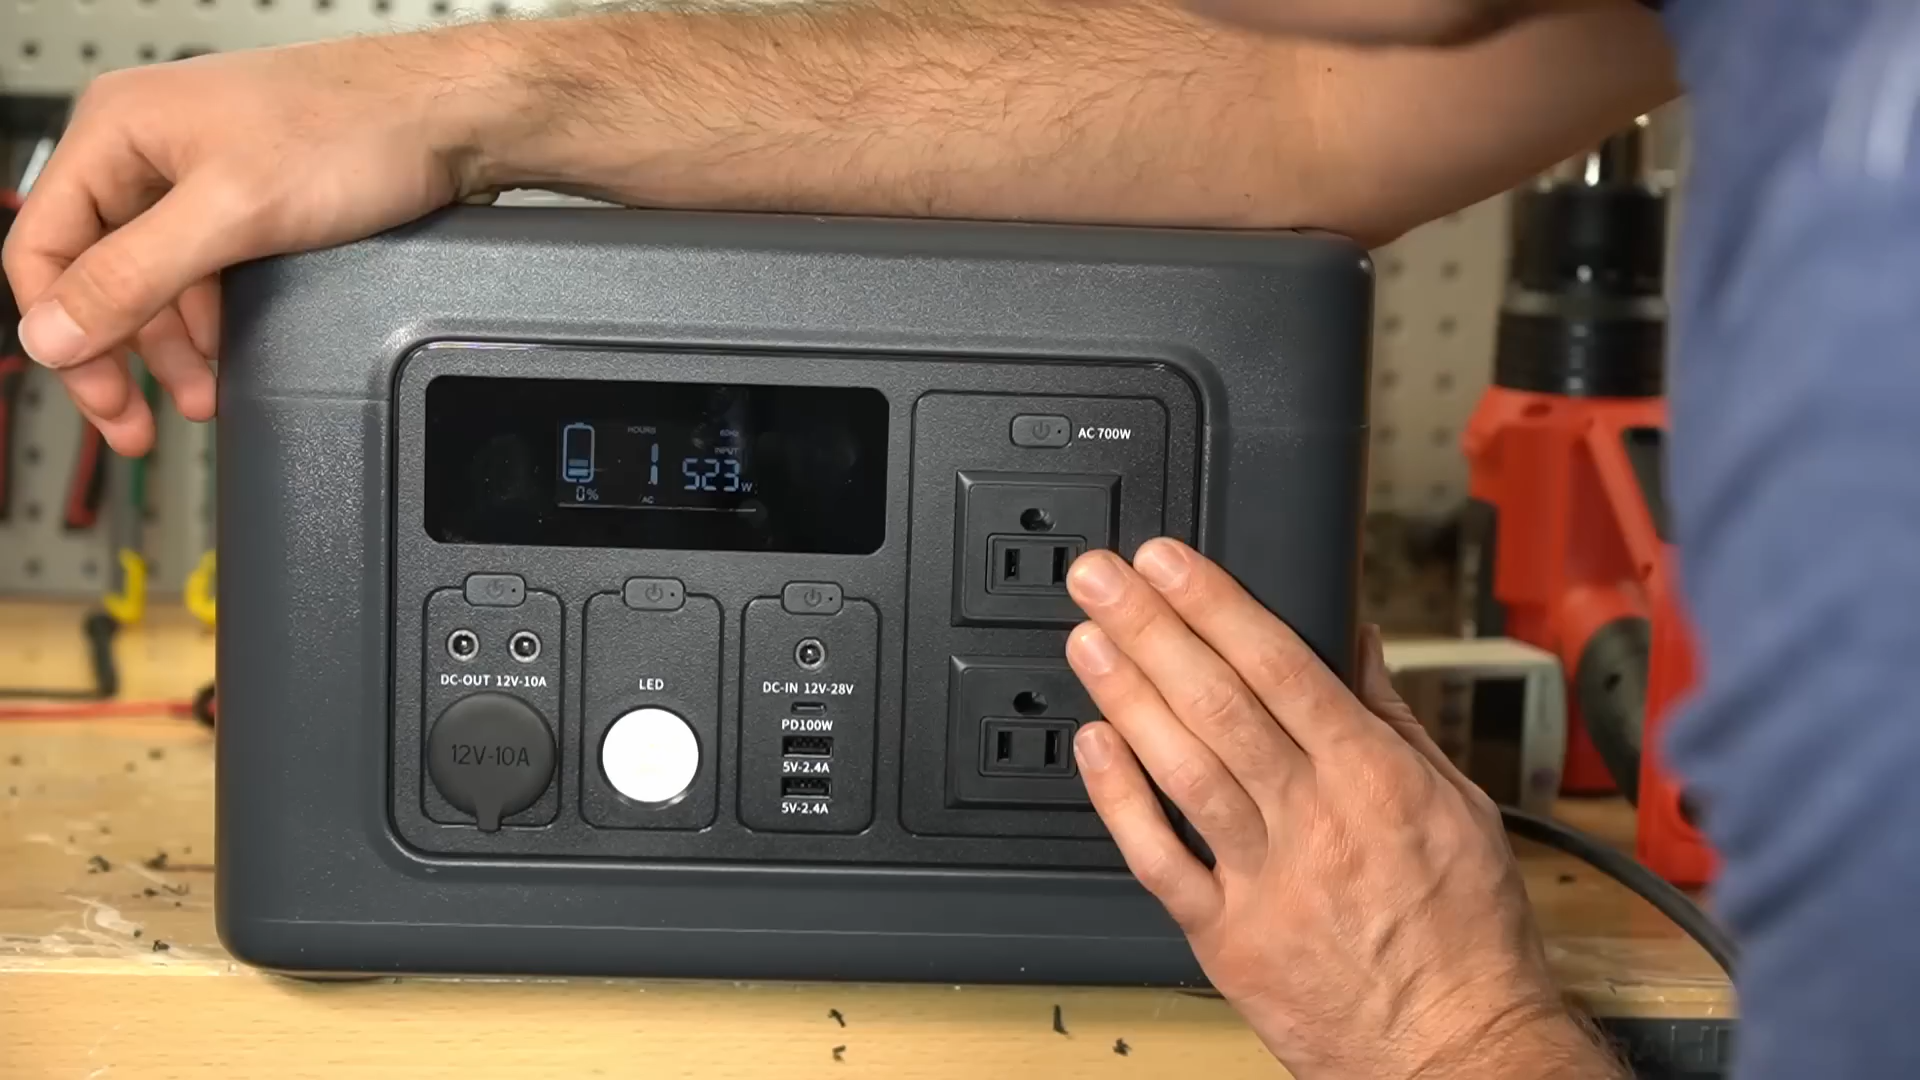 HOURS
60Hz
INPUT
1
523W
0%
AC
AC 700W
DC-OUT 12V-10A
12V-10A
LED
DC-IN 12V-28V
PD100W
5V-2.4A
5V-2.4A